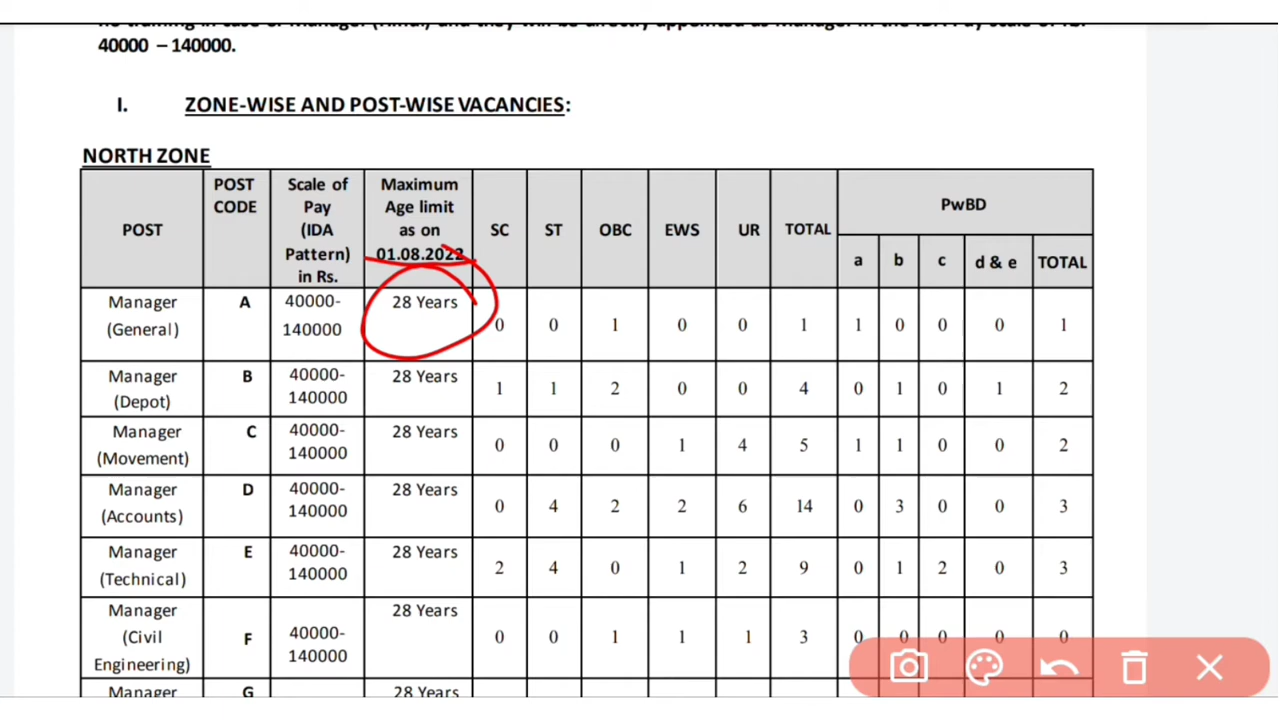 40000 – 140000.
I. ZONE-WISE AND POST-WISE VACANCIES:
NORTH ZONE
POST POST CODE Scale of Pay (IDA Pattern) in Rs. Maximum Age limit as on 01.08.2022 SC ST OBC EWS UR TOTAL PwBD
a b c d & e TOTAL
Manager (General) A 40000-140000 28 Years 0 0 1 0 0 1 1 0 0 0 1
Manager (Depot) B 40000-140000 28 Years 1 1 2 0 0 4 0 1 0 1 2
Manager (Movement) C 40000-140000 28 Years 0 0 0 1 4 5 1 1 0 0 2
Manager (Accounts) D 40000-140000 28 Years 0 4 2 2 6 14 0 3 0 0 3
Manager (Technical) E 40000-140000 28 Years 2 4 0 1 2 9 0 1 2 0 3
Manager (Civil Engineering) F 40000-140000 28 Years 0 0 1 1 1 3 0 0 0 0 0
Manager G 28 Years